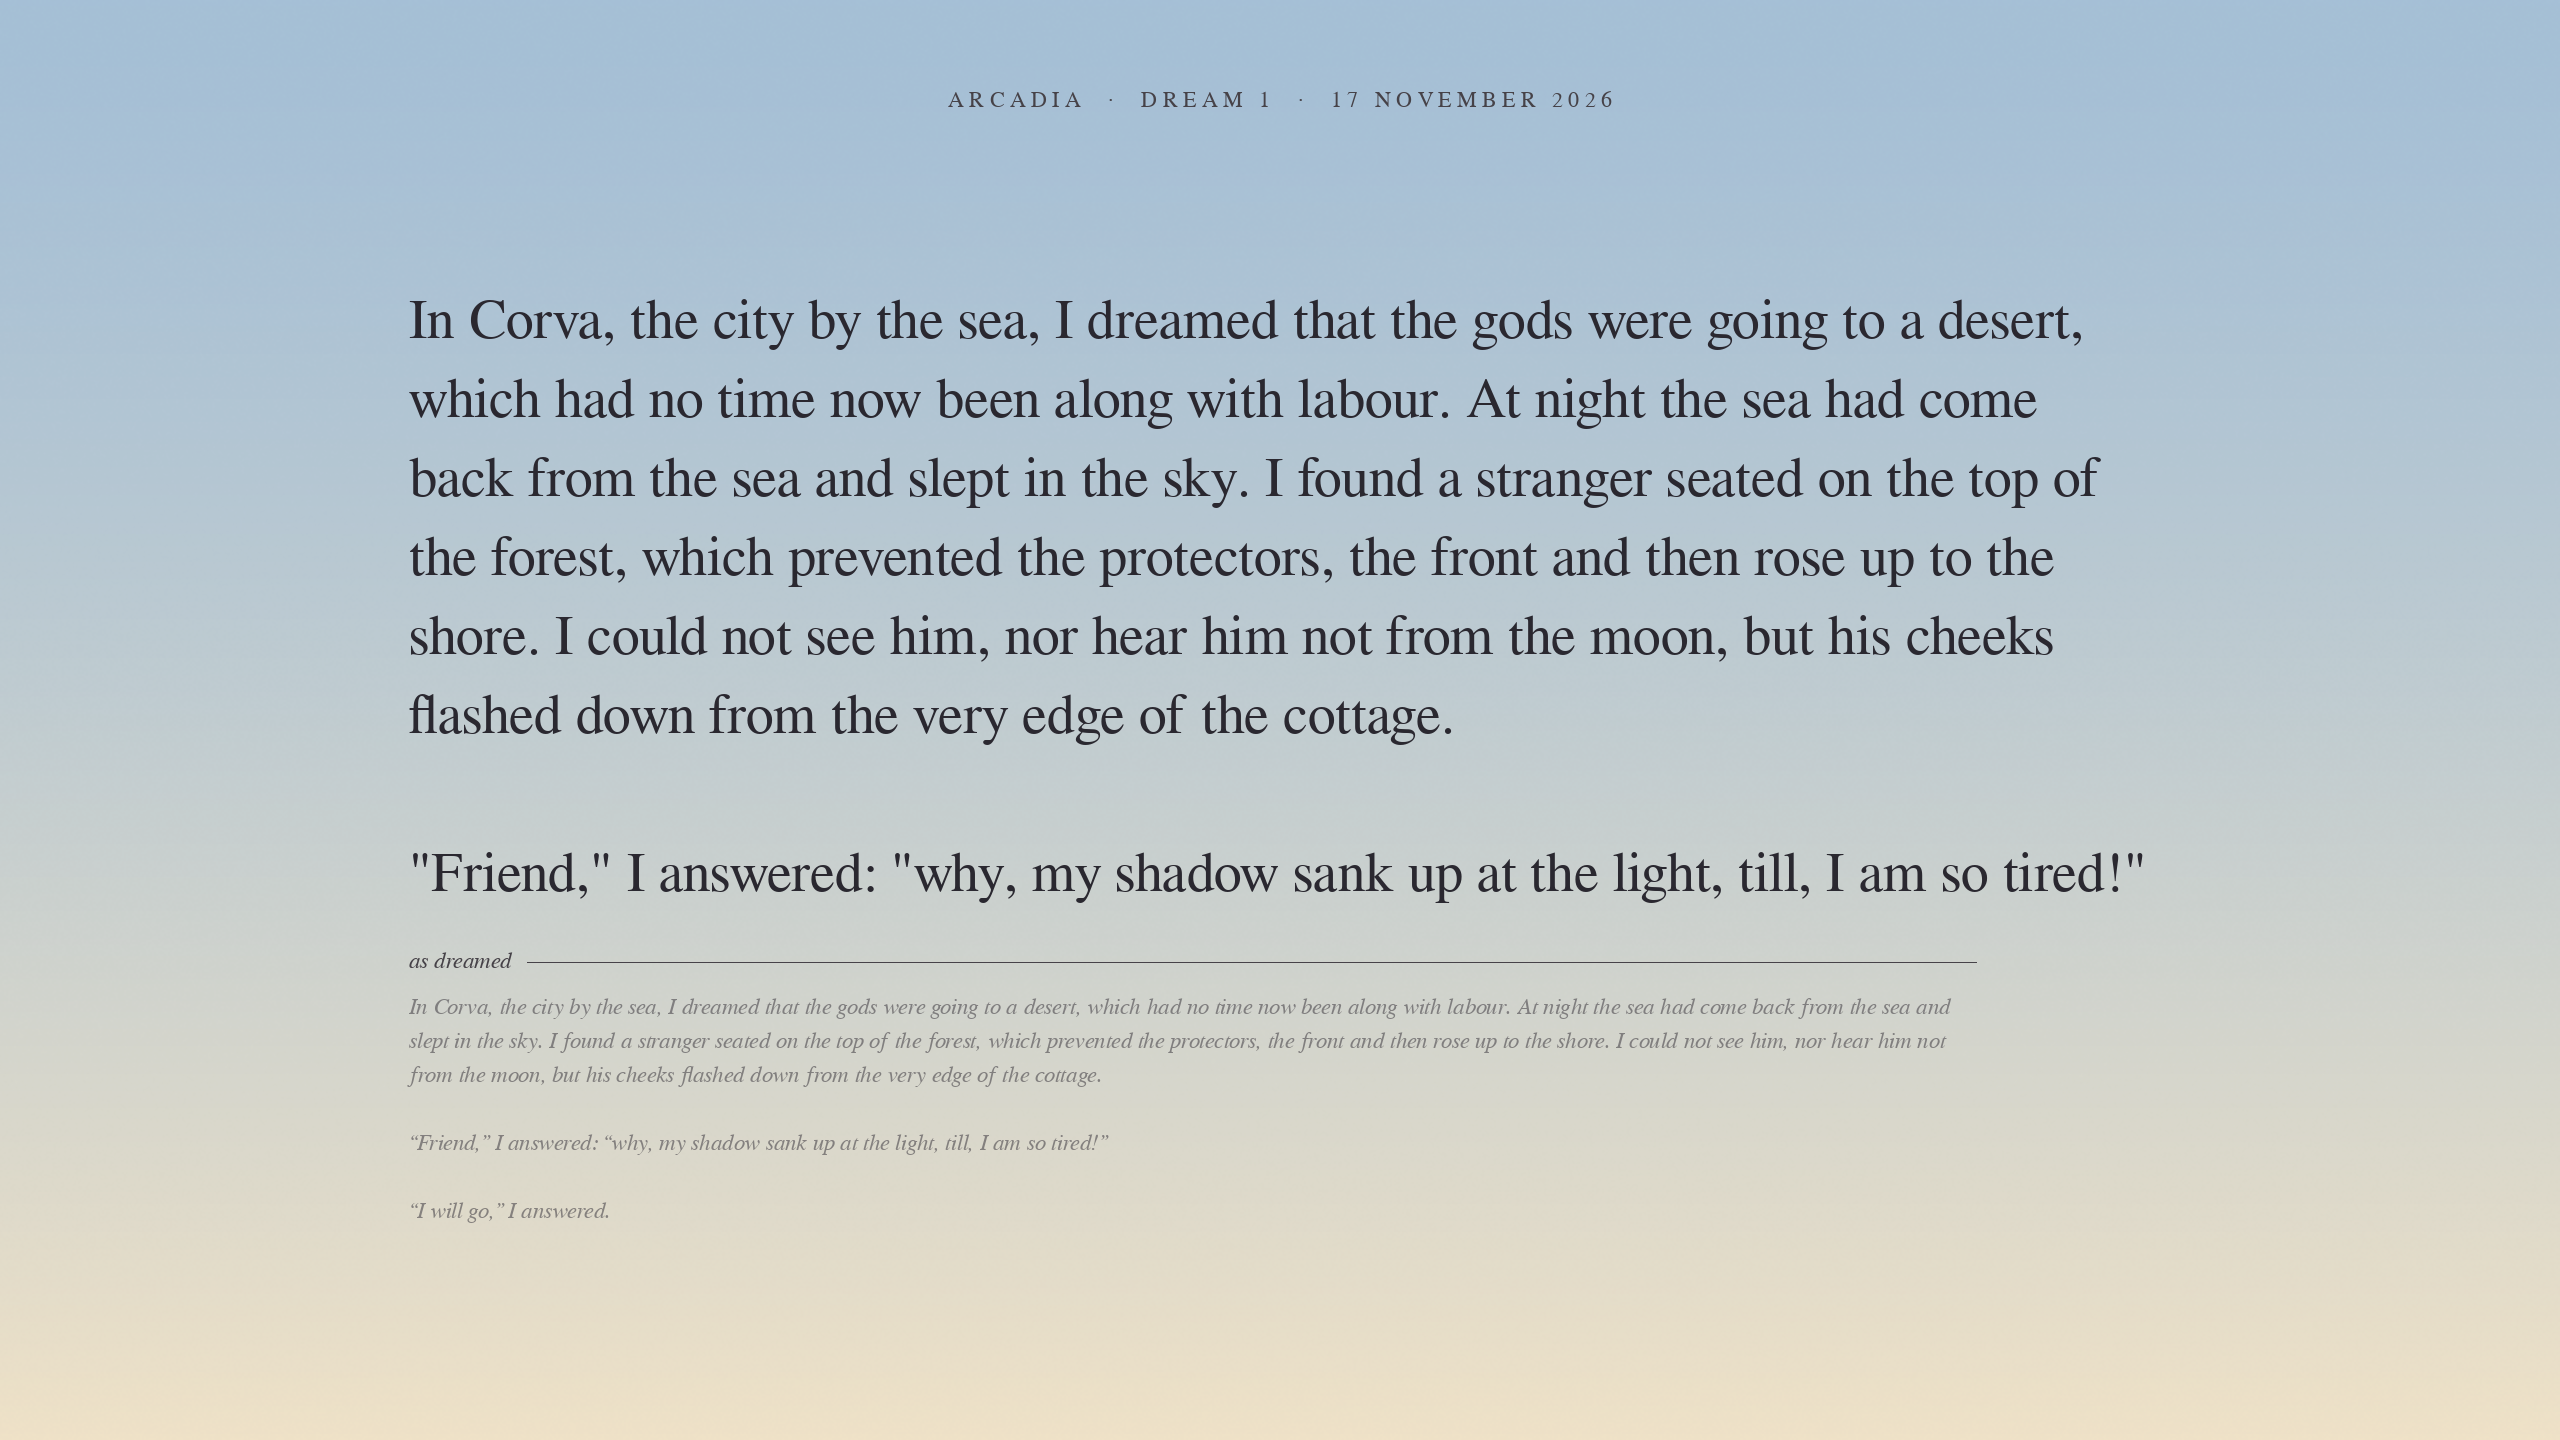 ARCADIA · DREAM 1 · 17 NOVEMBER 2026
In Corva, the city by the sea, I dreamed that the gods were going to a desert,
which had no time now been along with labour. At night the sea had come
back from the sea and slept in the sky. I found a stranger seated on the top of
the forest, which prevented the protectors, the front and then rose up to the
shore. I could not see him, nor hear him not from the moon, but his cheeks
flashed down from the very edge of the cottage.
"Friend," I answered: "why, my shadow sank up at the light, till, I am so tired!"
as dreamed
In Corva, the city by the sea, I dreamed that the gods were going to a desert, which had no time now been along with labour. At night the sea had come back from the sea and
slept in the sky. I found a stranger seated on the top of the forest, which prevented the protectors, the front and then rose up to the shore. I could not see him, nor hear him not
from the moon, but his cheeks flashed down from the very edge of the cottage.
“Friend,” I answered: “why, my shadow sank up at the light, till, I am so tired!”
“I will go,” I answered.